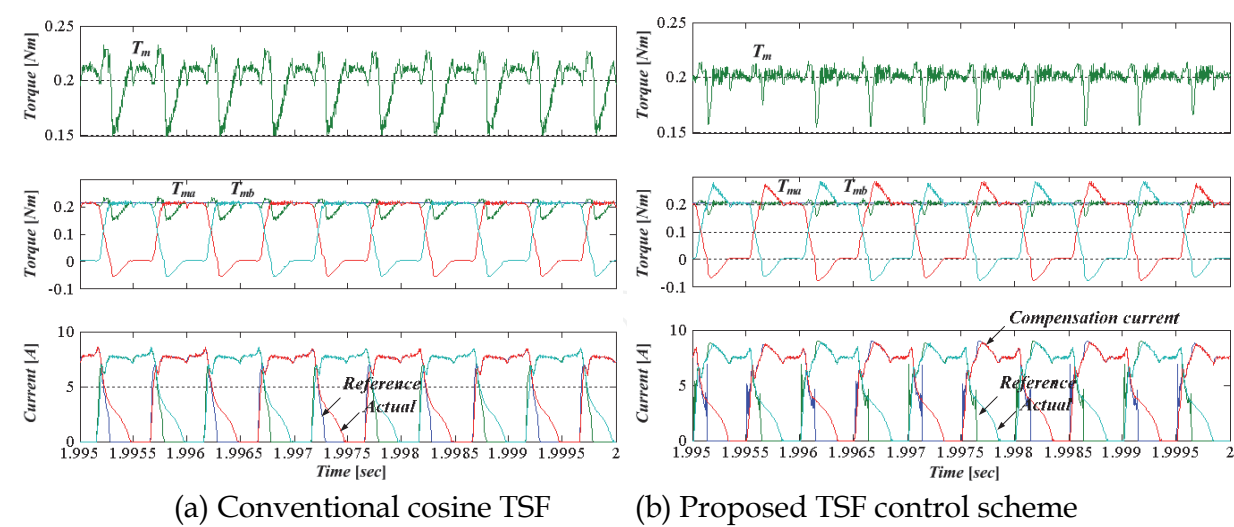 0.25
0.2
0.15
Torque [Nm]
Tm
0.2
0.1
0
-0.1
Torque [Nm]
Tma Tmb
10
5
0
Current [A]
Reference
Actual
1.995 1.9955 1.996 1.9965 1.997 1.9975 1.998 1.9985 1.999 1.9995 2
Time [sec]
(a) Conventional cosine TSF
0.25
0.2
0.15
Torque [Nm]
Tm
0.3
0.2
0.1
0
-0.1
Torque [Nm]
Tma Tmb
10
5
0
Current [A]
Compensation current
Reference
Actual
1.995 1.9955 1.996 1.9965 1.997 1.9975 1.998 1.9985 1.999 1.9995 2
Time [sec]
(b) Proposed TSF control scheme